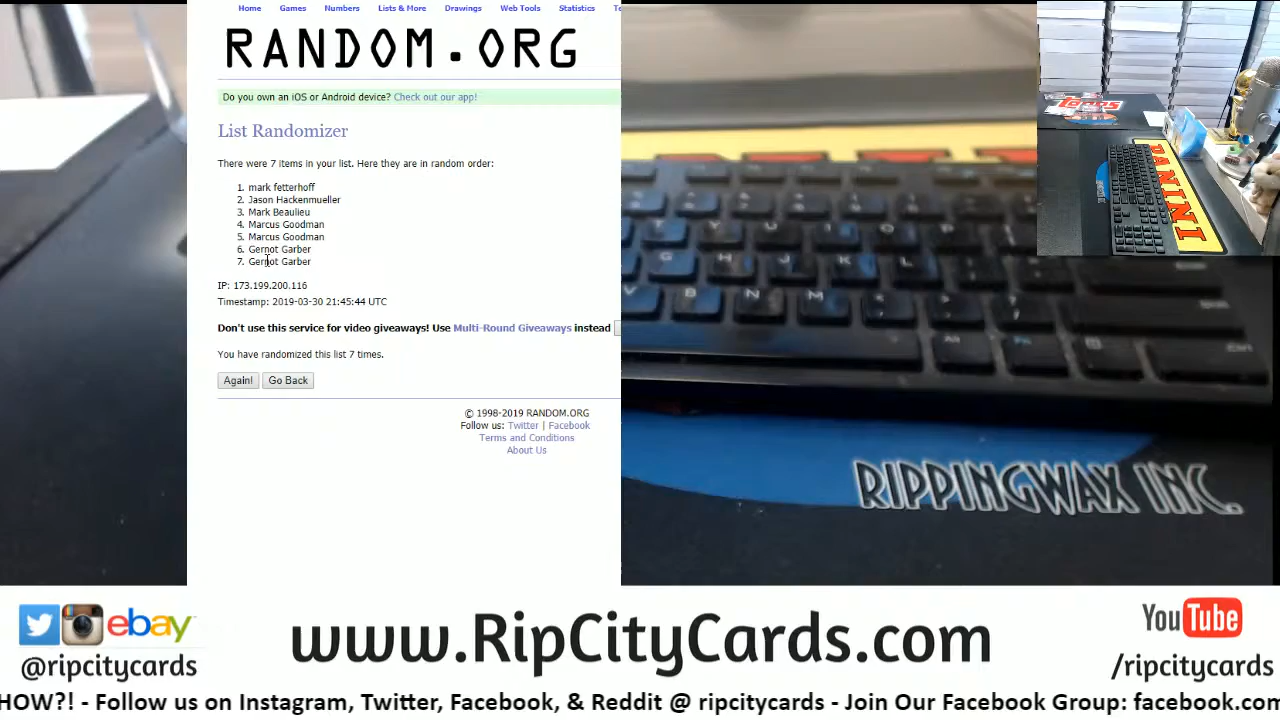 Home Games Numbers Lists & More Drawings Web Tools Statistics
RANDOM.ORG
Do you own an iOS or Android device? Check out our app!
List Randomizer
There were 7 items in your list. Here they are in random order:
1. mark fetterhoff
2. Jason Hackenmueller
3. Mark Beaulieu
4. Marcus Goodman
5. Marcus Goodman
6. Gernot Garber
7. Gernot Garber
IP: 173.199.200.116
Timestamp: 2019-03-30 21:45:44 UTC
Don't use this service for video giveaways! Use Multi-Round Giveaways instead
You have randomized this list 7 times.
Again! Go Back
© 1998-2019 RANDOM.ORG
Follow us: Twitter | Facebook
Terms and Conditions
About Us
Topps
PANINI
G H J K L
V B N M
RIPPINGWAX INC.
ebay
@ripcitycards
www.RipCityCards.com
YouTube
/ripcitycards
HOW?! - Follow us on Instagram, Twitter, Facebook, & Reddit @ ripcitycards - Join Our Facebook Group: facebook.com